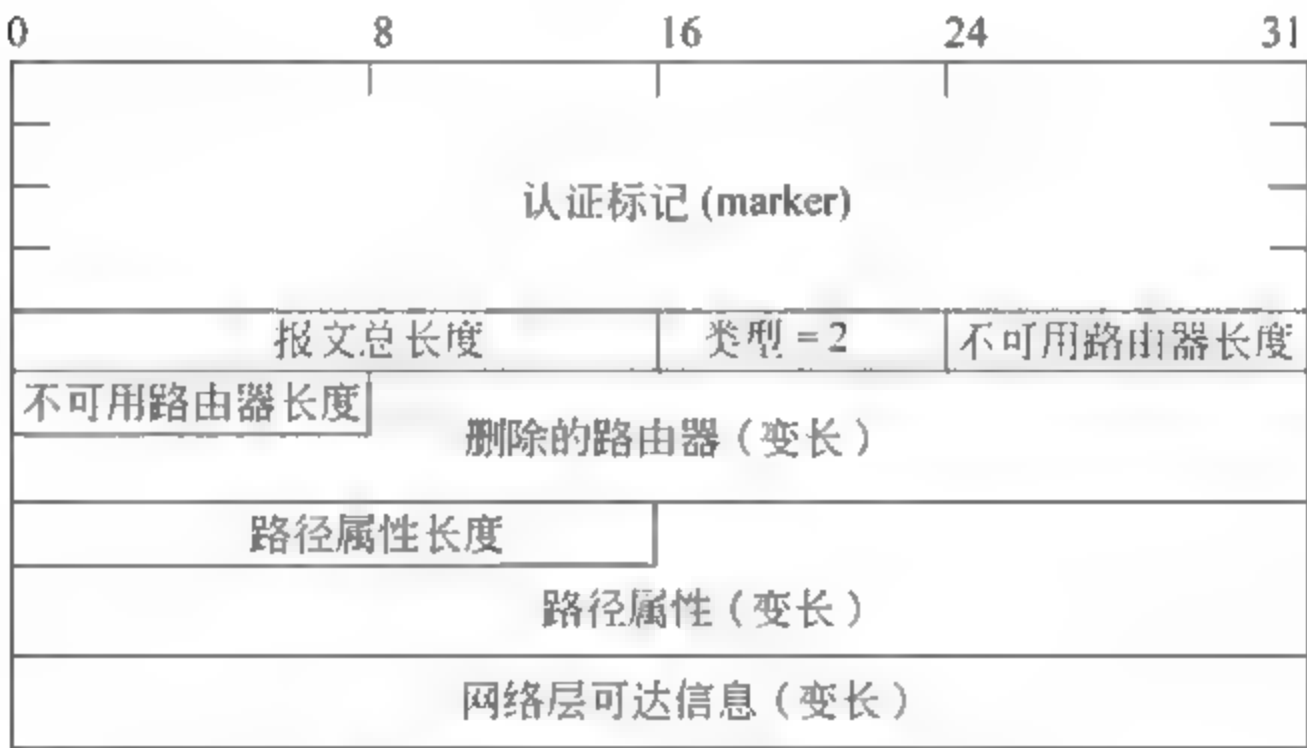 0 8 16 24 31
认证标记 (marker)
报文总长度 类型 = 2 不可用路由器长度
不可用路由器长度
删除的路由器（变长）
路径属性长度
路径属性（变长）
网络层可达信息（变长）